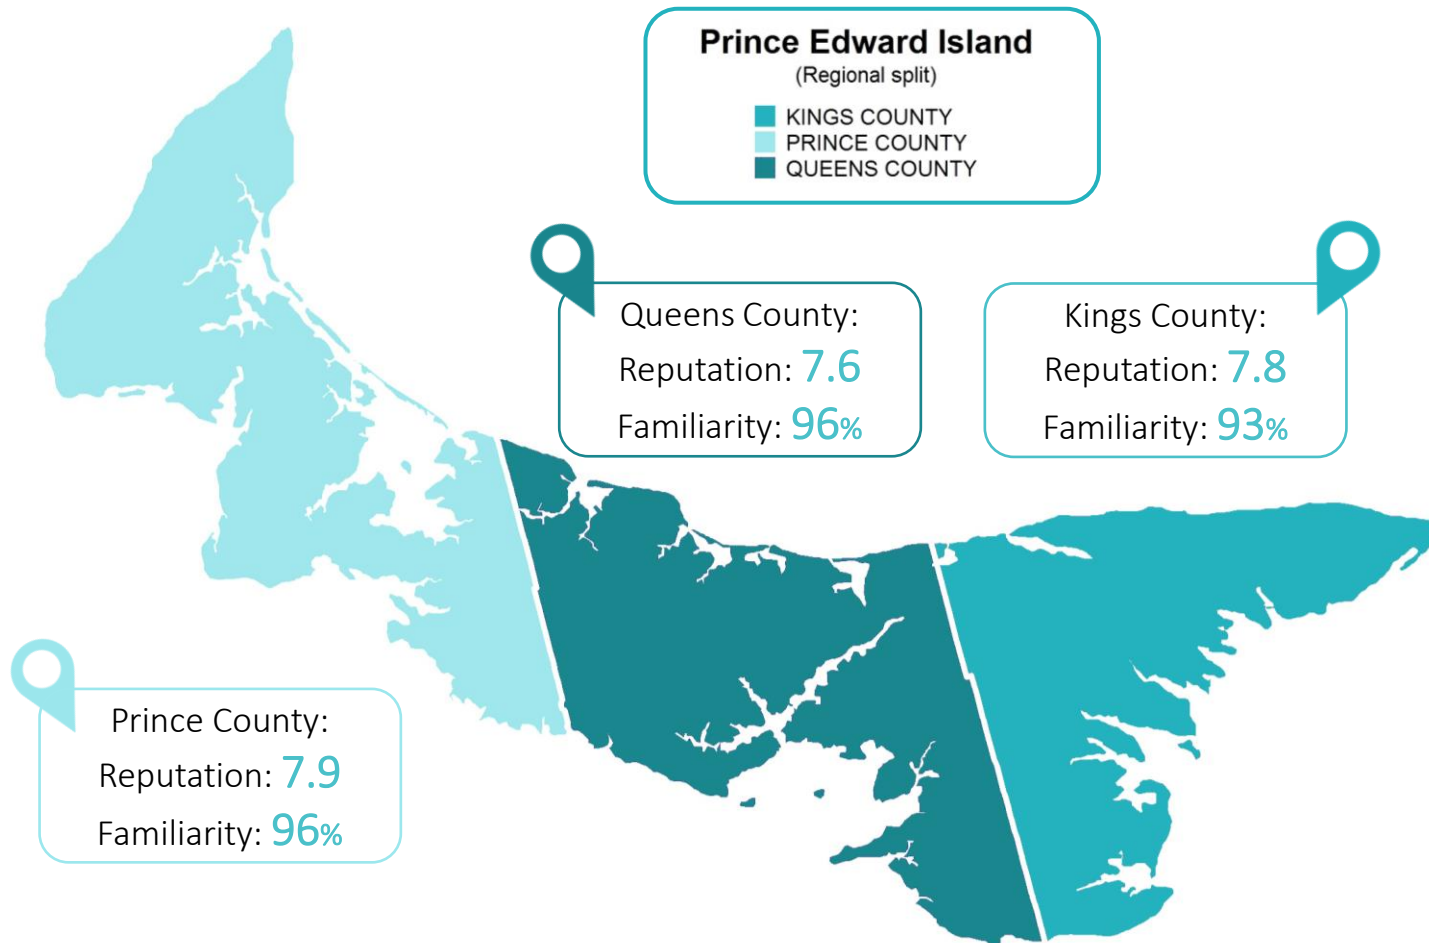 Prince Edward Island
(Regional split)
KINGS COUNTY
PRINCE COUNTY
QUEENS COUNTY
Queens County:
Reputation: 7.6
Familiarity: 96%
Kings County:
Reputation: 7.8
Familiarity: 93%
Prince County:
Reputation: 7.9
Familiarity: 96%